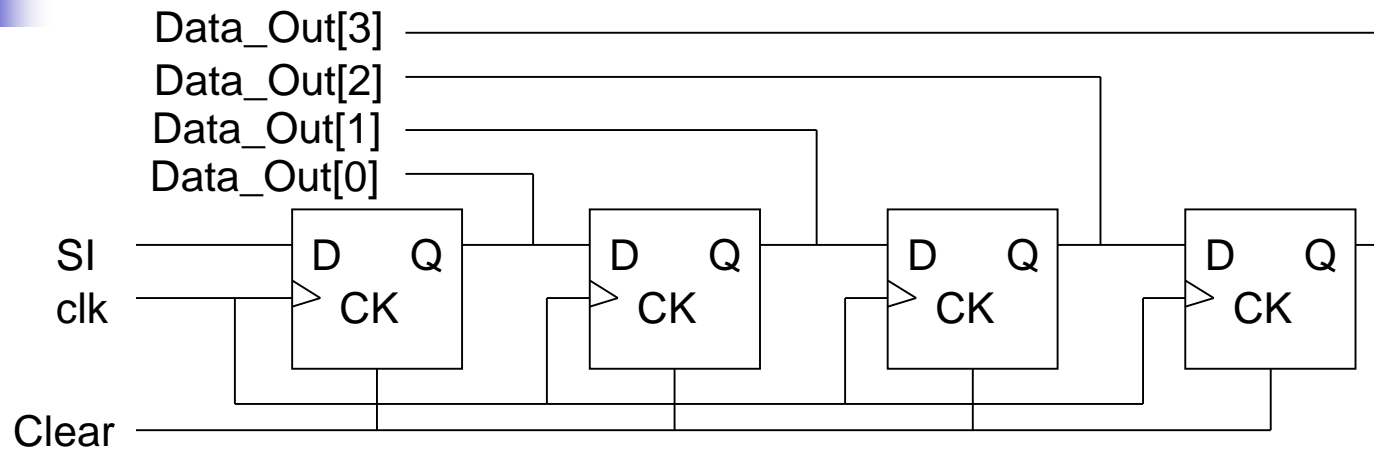 Data_Out[3]
Data_Out[2]
Data_Out[1]
Data_Out[0]
SI
D Q
D Q
D Q
D Q
clk
CK
CK
CK
CK
Clear